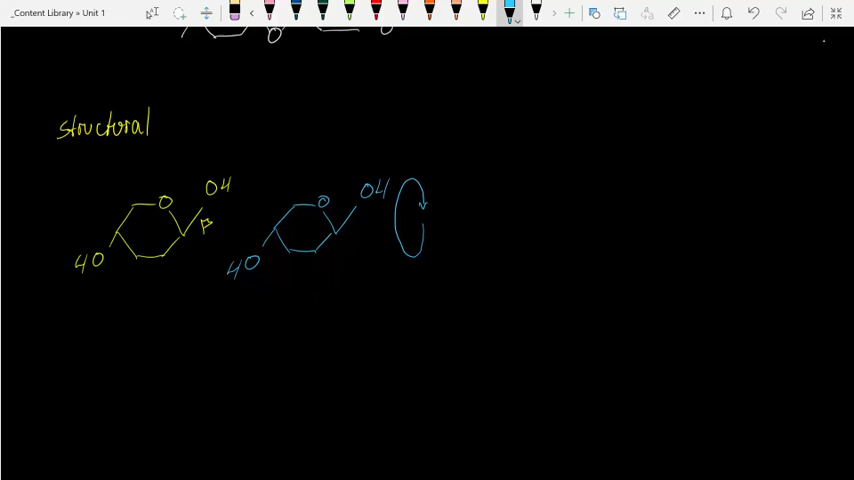 _Content Library » Unit 1
structural
O OH β
HO
O OH
HO